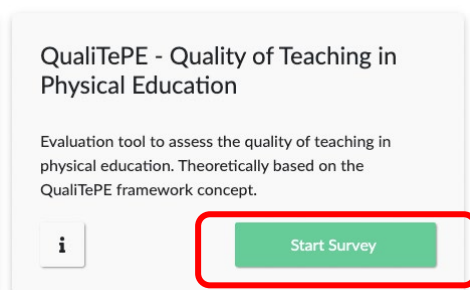 QualiTePE - Quality of Teaching in
Physical Education
Evaluation tool to assess the quality of teaching in
physical education. Theoretically based on the
QualiTePE framework concept.
i
Start Survey